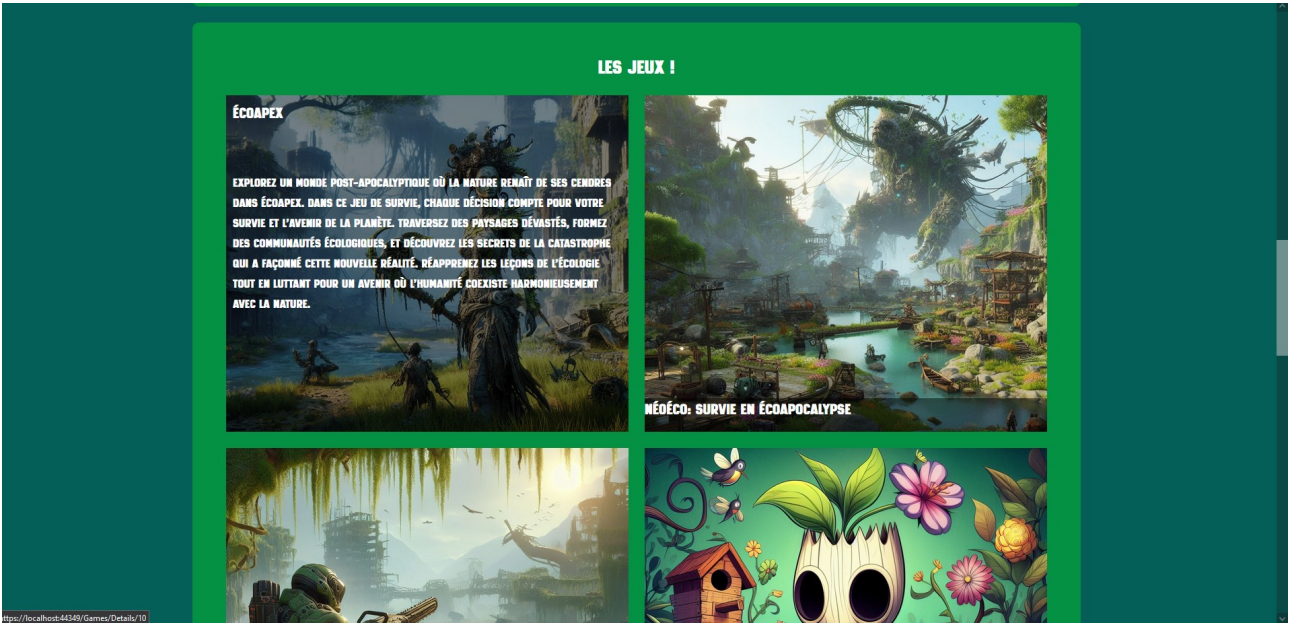 LES JEUX !
ÉCOAPEX
EXPLOREZ UN MONDE POST-APOCALYPTIQUE OÙ LA NATURE RENAÎT DE SES CENDRES
DANS ÉCOAPEX. DANS CE JEU DE SURVIE, CHAQUE DÉCISION COMPTE POUR VOTRE
SURVIE ET L'AVENIR DE LA PLANÈTE. TRAVERSEZ DES PAYSAGES DÉVASTÉS, FORMEZ
DES COMMUNAUTÉS ÉCOLOGIQUES, ET DÉCOUVREZ LES SECRETS DE LA CATASTROPHE
QUI A FAÇONNÉ CETTE NOUVELLE RÉALITÉ. RÉAPPRENEZ LES LEÇONS DE L'ÉCOLOGIE
TOUT EN LUTTANT POUR UN AVENIR OÙ L'HUMANITÉ COEXISTE HARMONIEUSEMENT
AVEC LA NATURE.
NÉOÉCO: SURVIE EN ÉCOAPOCALYPSE
https://localhost:44349/Games/Details/10